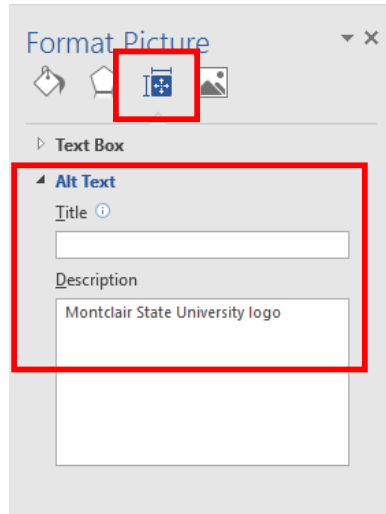 Format Picture
Text Box
Alt Text
Title
Description
Montclair State University logo